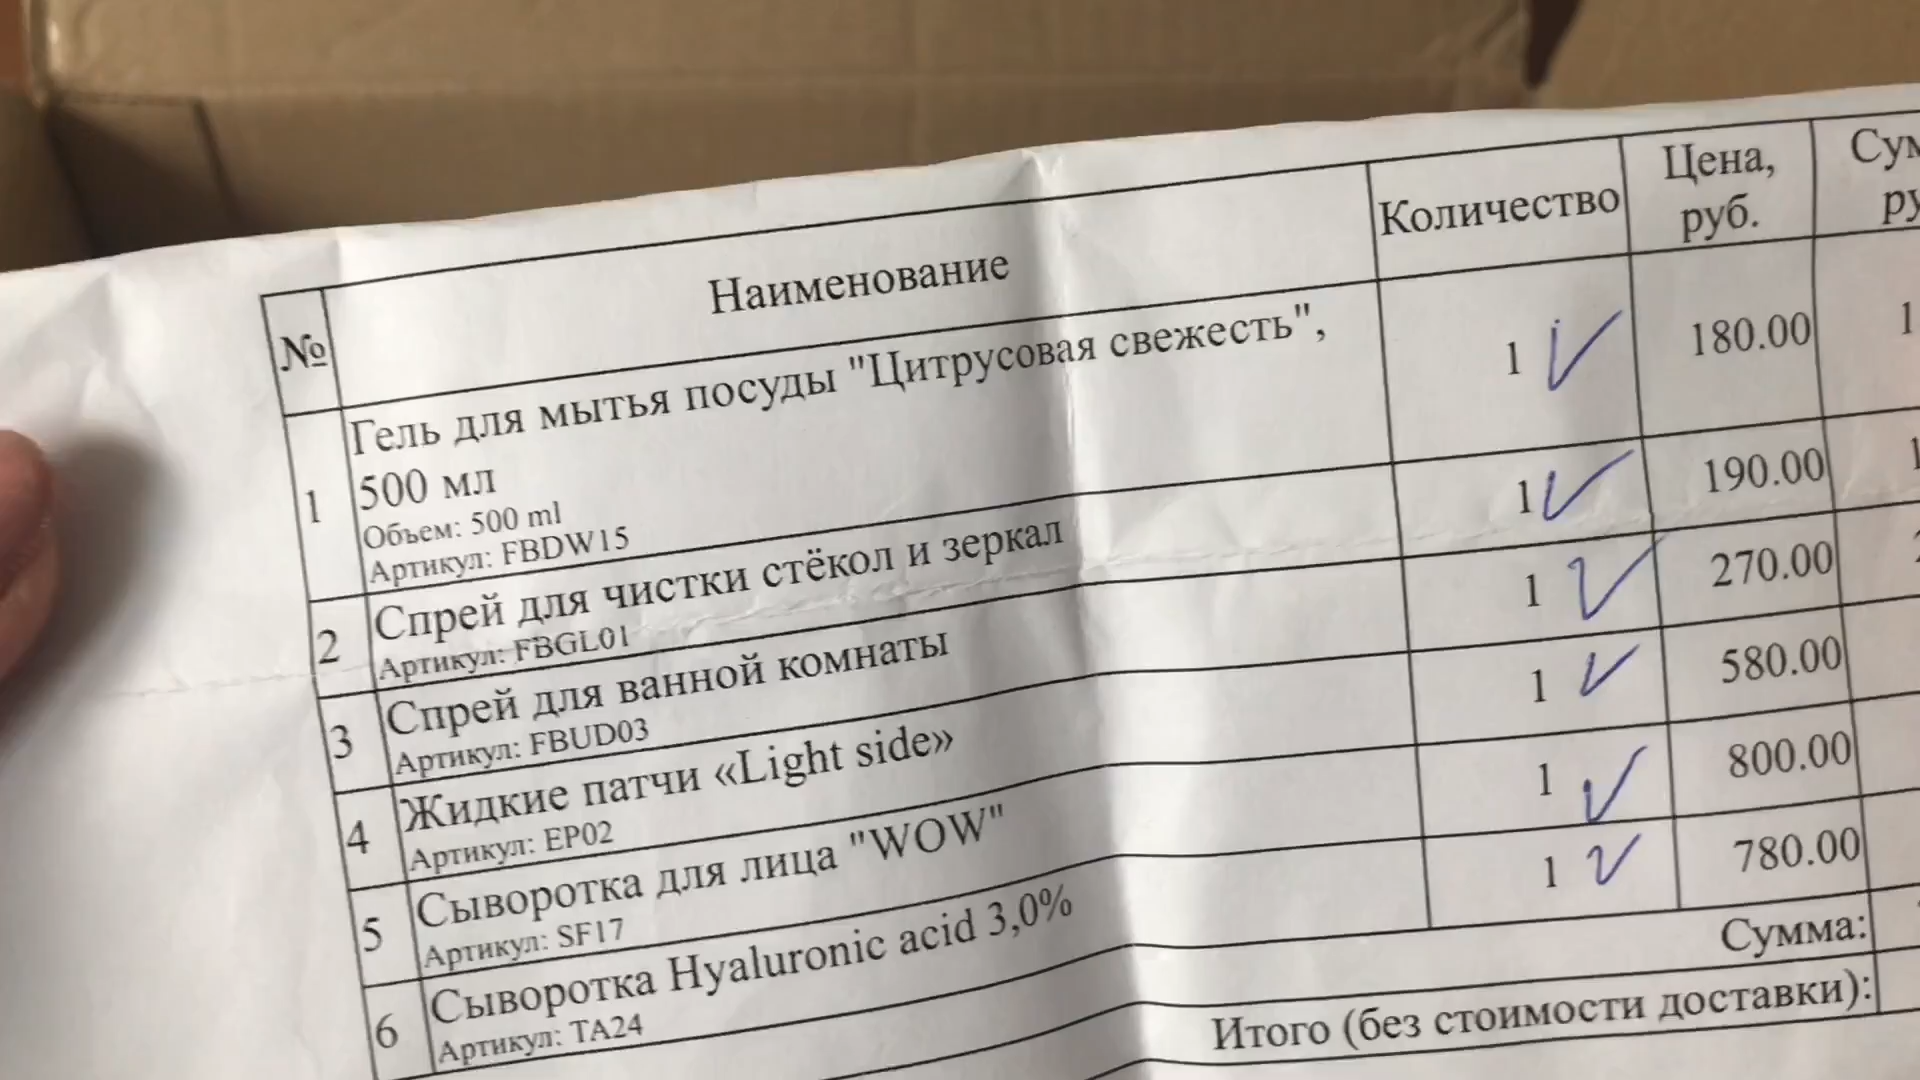 № Наименование Количество Цена, руб.
1 Гель для мытья посуды "Цитрусовая свежесть", 1 180.00
500 мл
Объем: 500 ml
Артикул: FBDW15
2 Спрей для чистки стёкол и зеркал 1 190.00
Артикул: FBGL01
3 Спрей для ванной комнаты 1 270.00
Артикул: FBUD03
4 Жидкие патчи «Light side» 1 580.00
Артикул: EP02
5 Сыворотка для лица "WOW" 1 800.00
Артикул: SF17
6 Сыворотка Hyaluronic acid 3,0% 1 780.00
Артикул: TA24
Сумма:
Итого (без стоимости доставки):